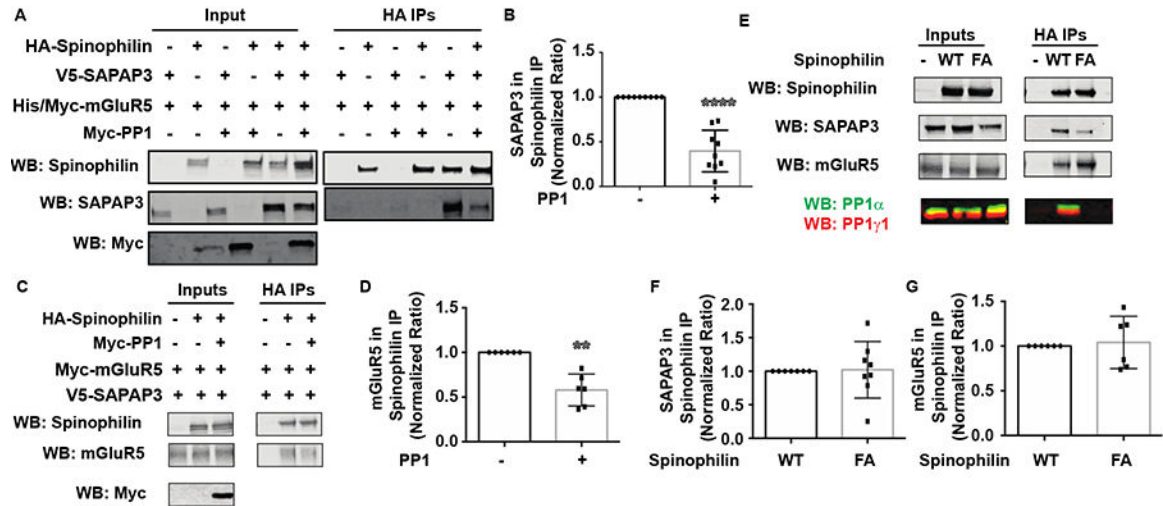 A
Input
HA IPs
HA-Spinophilin - + - + + + - + - + + +
V5-SAPAP3 + - + - + + + - + - + +
His/Myc-mGluR5 + + + + + + + + + + + +
Myc-PP1 - - + + - + - - + + - +
WB: Spinophilin
WB: SAPAP3
WB: Myc
B
SAPAP3 in
Spinophilin IP
(Normalized Ratio)
1.5
1.0
0.5
0.0
****
PP1 - +
E
Inputs
HA IPs
Spinophilin - WT FA - WT FA
WB: Spinophilin
WB: SAPAP3
WB: mGluR5
WB: PP1α
WB: PP1γ1
C
Inputs
HA IPs
HA-Spinophilin - + + - + +
Myc-PP1 - - + - - +
Myc-mGluR5 + + + + + +
V5-SAPAP3 + + + + + +
WB: Spinophilin
WB: mGluR5
WB: Myc
D
mGluR5 in
Spinophilin IP
(Normalized Ratio)
1.5
1.0
0.5
0.0
**
PP1 - +
F
SAPAP3 in
Spinophilin IP
(Normalized Ratio)
2.0
1.5
1.0
0.5
0.0
Spinophilin WT FA
G
mGluR5 in
Spinophilin IP
(Normalized Ratio)
1.5
1.0
0.5
0.0
Spinophilin WT FA